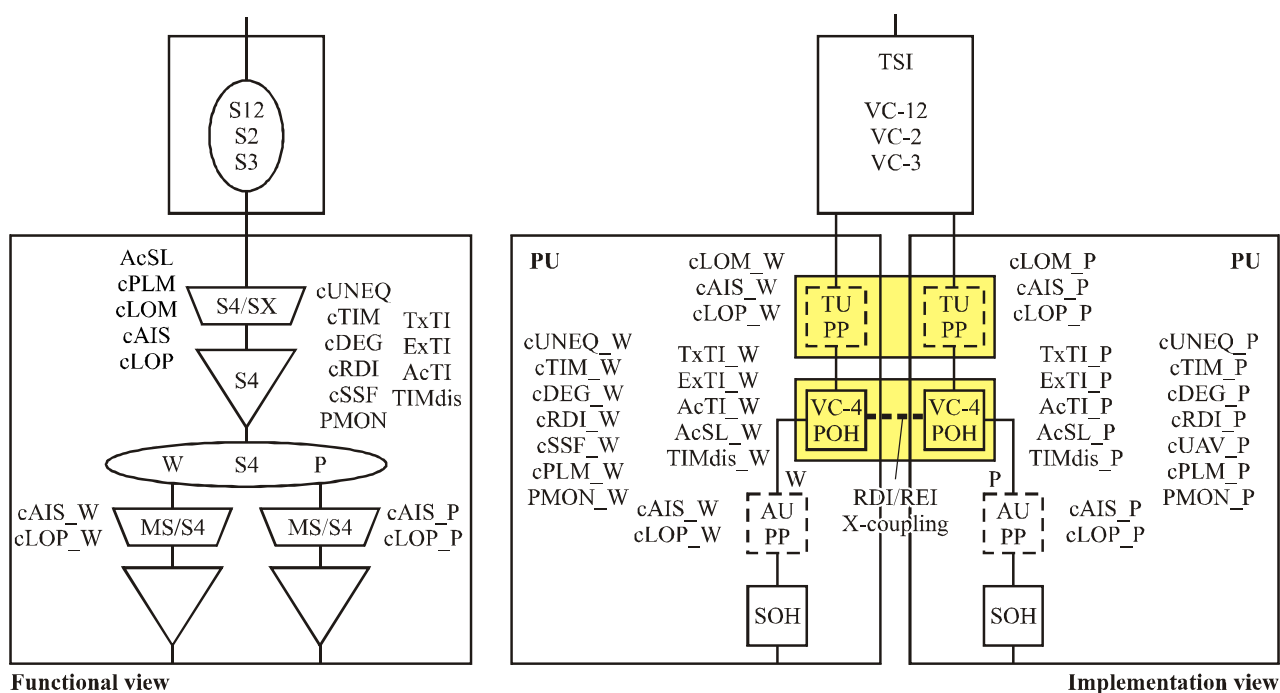 S12
S2
S3
AcSL
cPLM
cLOM
cAIS
cLOP
S4/SX
cUNEQ
cTIM
cDEG
cRDI
cSSF
PMON
TxTI
ExTI
AcTI
TIMdis
S4
W S4 P
cAIS_W
cLOP_W
MS/S4
MS/S4
cAIS_P
cLOP_P
Functional view
TSI
VC-12
VC-2
VC-3
PU
cLOM_W
cAIS_W
cLOP_W
TU
PP
TU
PP
cLOM_P
cAIS_P
cLOP_P
PU
cUNEQ_W
cTIM_W
cDEG_W
cRDI_W
cSSF_W
cPLM_W
PMON_W
TxTI_W
ExTI_W
AcTI_W
AcSL_W
TIMdis_W
VC-4
POH
VC-4
POH
TxTI_P
ExTI_P
AcTI_P
AcSL_P
TIMdis_P
cUNEQ_P
cTIM_P
cDEG_P
cRDI_P
cUAV_P
cPLM_P
PMON_P
W
RDI/REI
X-coupling
P
cAIS_W
cLOP_W
AU
PP
AU
PP
cAIS_P
cLOP_P
SOH
SOH
Implementation view